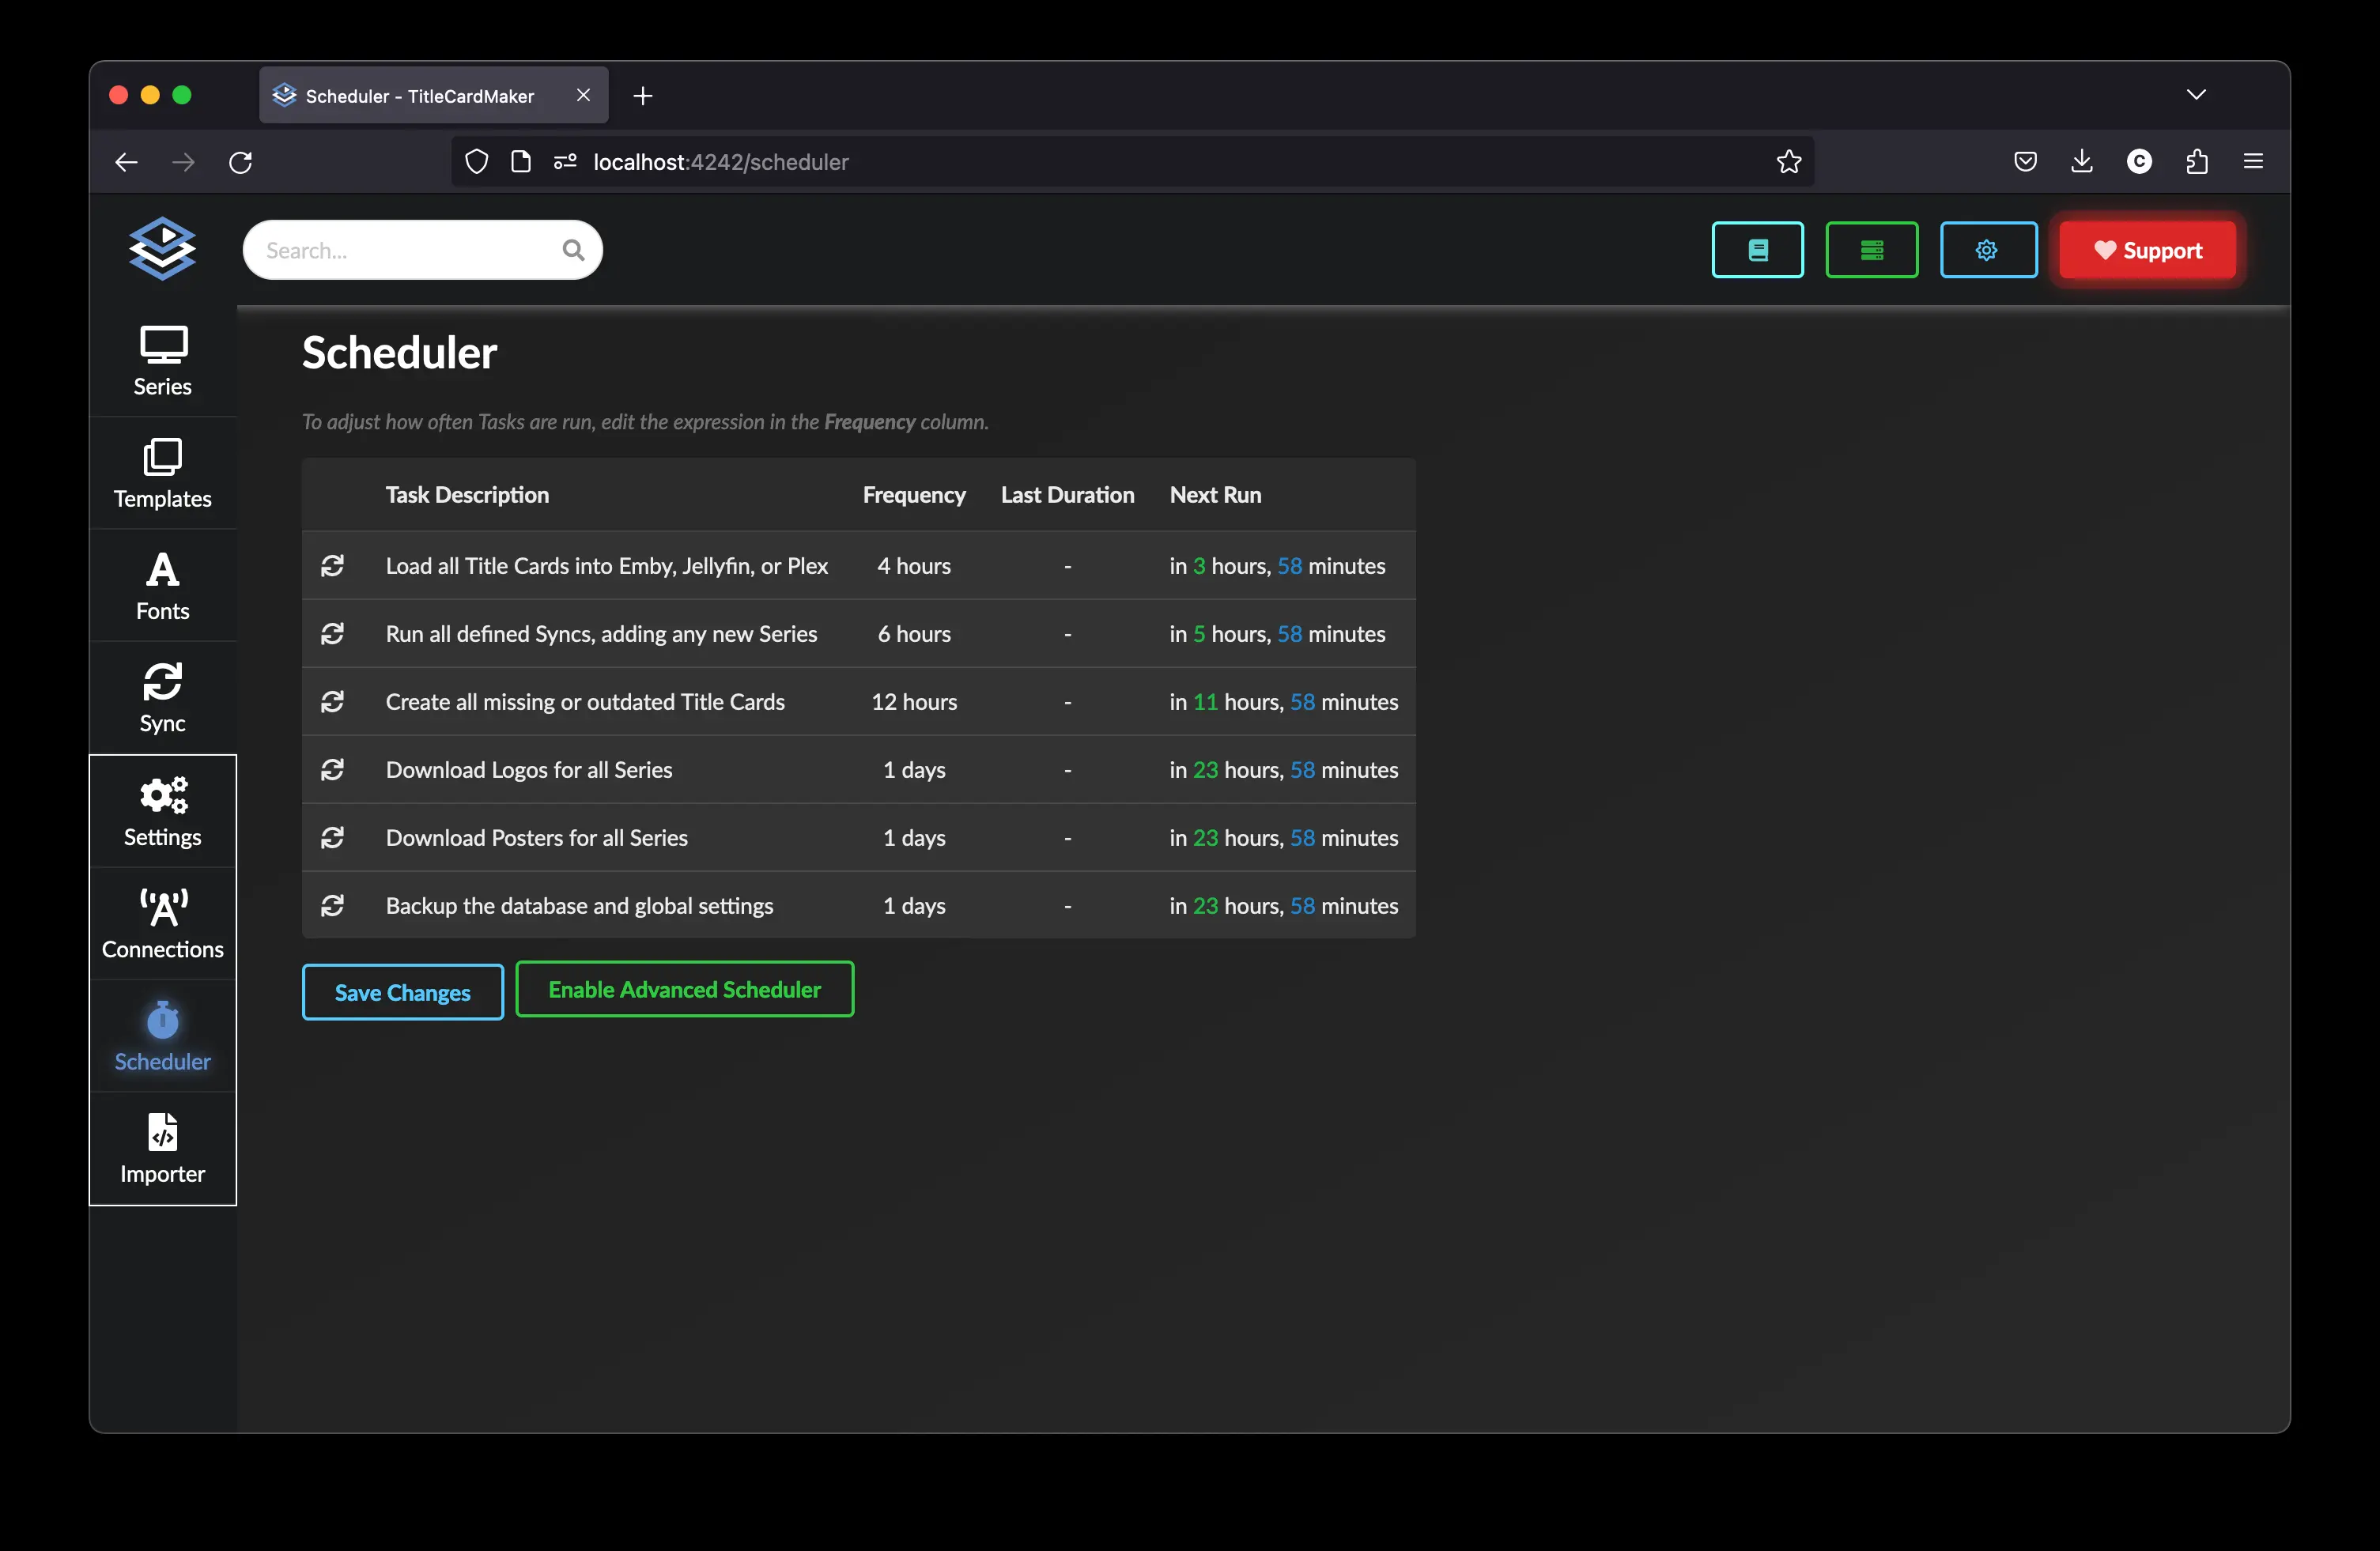 Scheduler - TitleCardMaker
localhost:4242/scheduler
C
Search...
Support
Series
Templates
Fonts
Sync
Settings
Connections
Scheduler
Importer
Scheduler
To adjust how often Tasks are run, edit the expression in the Frequency column.
Task Description Frequency Last Duration Next Run
Load all Title Cards into Emby, Jellyfin, or Plex 4 hours - in 3 hours, 58 minutes
Run all defined Syncs, adding any new Series 6 hours - in 5 hours, 58 minutes
Create all missing or outdated Title Cards 12 hours - in 11 hours, 58 minutes
Download Logos for all Series 1 days - in 23 hours, 58 minutes
Download Posters for all Series 1 days - in 23 hours, 58 minutes
Backup the database and global settings 1 days - in 23 hours, 58 minutes
Save Changes Enable Advanced Scheduler